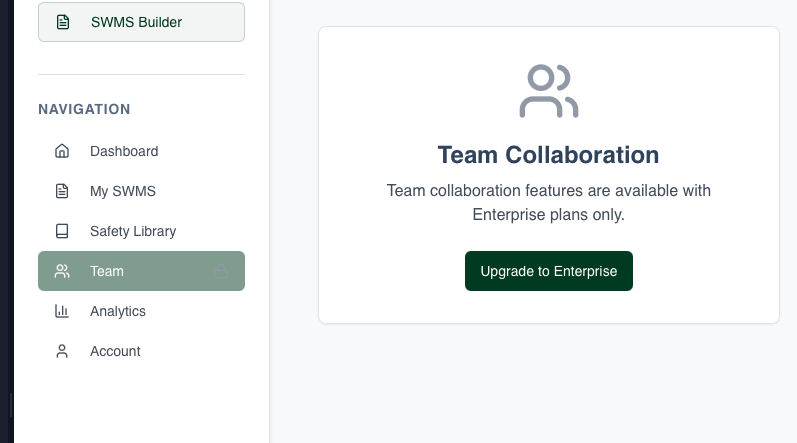 SWMS Builder
NAVIGATION
Dashboard
My SWMS
Safety Library
Team
Analytics
Account
Team Collaboration
Team collaboration features are available with
Enterprise plans only.
Upgrade to Enterprise